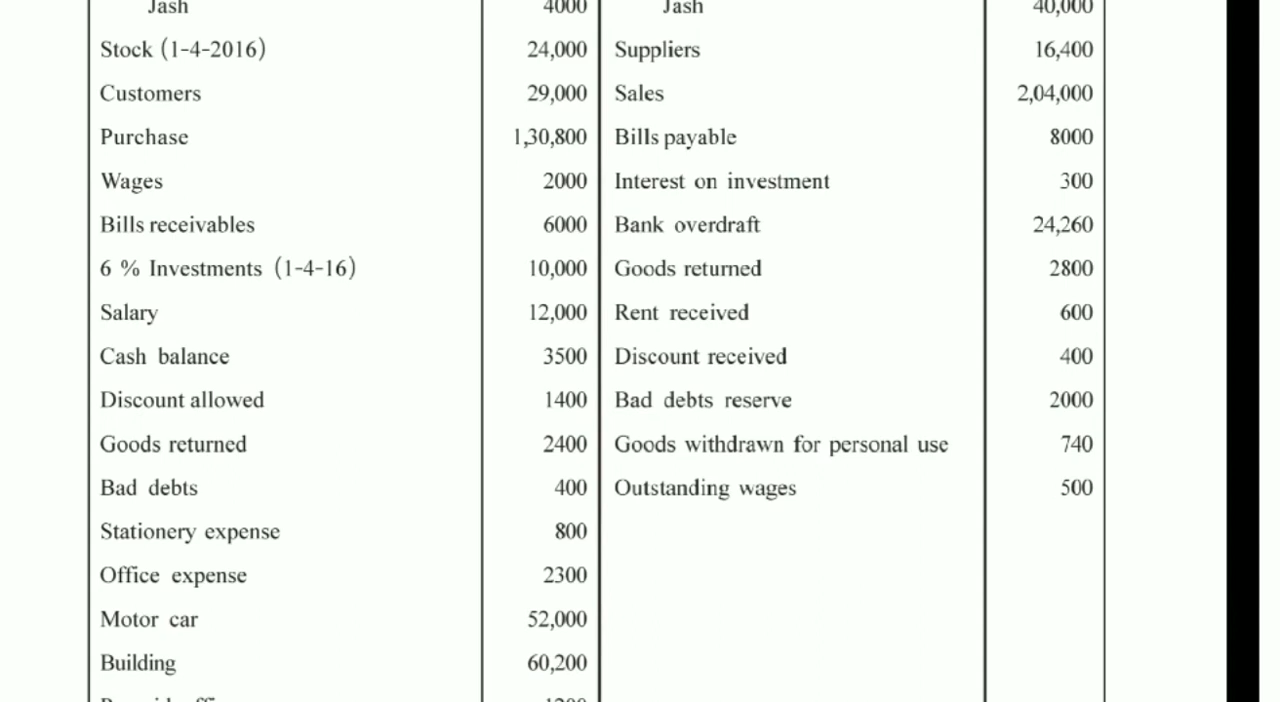 Jash 4000 Jash 40,000
Stock (1-4-2016) 24,000 Suppliers 16,400
Customers 29,000 Sales 2,04,000
Purchase 1,30,800 Bills payable 8000
Wages 2000 Interest on investment 300
Bills receivables 6000 Bank overdraft 24,260
6 % Investments (1-4-16) 10,000 Goods returned 2800
Salary 12,000 Rent received 600
Cash balance 3500 Discount received 400
Discount allowed 1400 Bad debts reserve 2000
Goods returned 2400 Goods withdrawn for personal use 740
Bad debts 400 Outstanding wages 500
Stationery expense 800
Office expense 2300
Motor car 52,000
Building 60,200